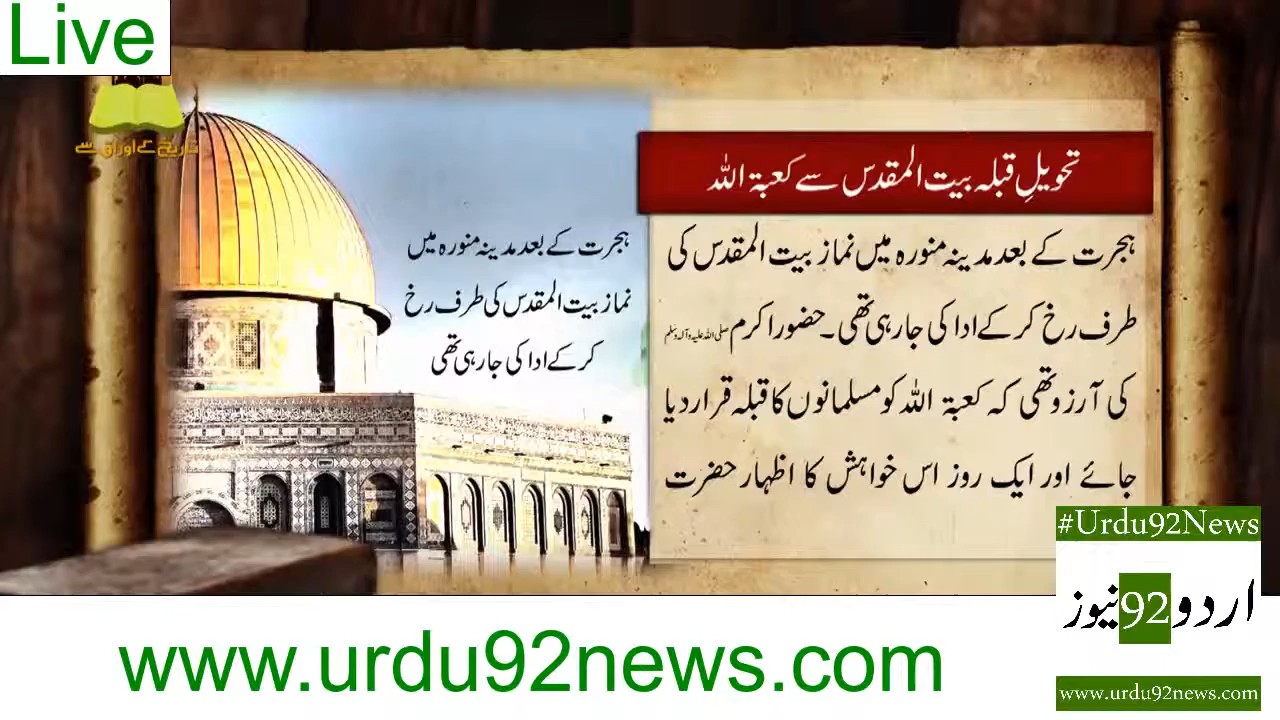 Live
تاریخ کے اوراق سے
تحویلِ قبلہ بیت المقدس سے کعبۃ اللہ
ہجرت کے بعد مدینہ منورہ میں
نماز بیت المقدس کی طرف رخ
کر کے ادا کی جا رہی تھی
ہجرت کے بعد مدینہ منورہ میں نماز بیت المقدس کی
طرف رخ کر کے ادا کی جا رہی تھی۔ حضور اکرم صلی اللہ علیہ وآلہ وسلم
کی آرزو تھی کہ کعبۃ اللہ کو مسلمانوں کا قبلہ قرار دیا
جائے اور ایک روز اس خواہش کا اظہار حضرت
#Urdu92News
اردو92نیوز
www.urdu92news.com
www.urdu92news.com